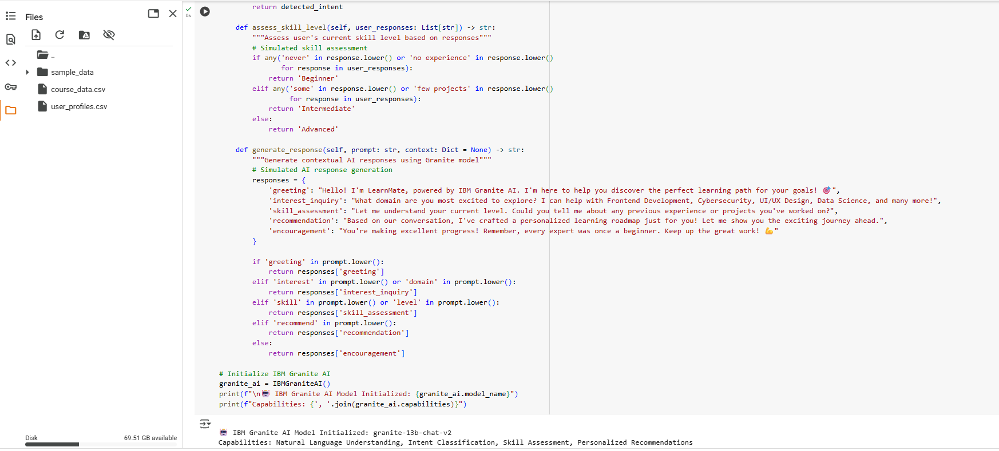 Files
..
sample_data
course_data.csv
user_profiles.csv
Disk
69.51 GB available
0s
return detected_intent
def assess_skill_level(self, user_responses: List[str]) -> str:
"""Assess user's current skill level based on responses"""
# Simulated skill assessment
if any('never' in response.lower() or 'no experience' in response.lower()
for response in user_responses):
return 'Beginner'
elif any('some' in response.lower() or 'few projects' in response.lower()
for response in user_responses):
return 'Intermediate'
else:
return 'Advanced'
def generate_response(self, prompt: str, context: Dict = None) -> str:
"""Generate contextual AI responses using Granite model"""
# Simulated AI response generation
responses = {
'greeting': "Hello! I'm LearnMate, powered by IBM Granite AI. I'm here to help you discover the perfect learning path for your goals! 🎯",
'interest_inquiry': "What domain are you most excited to explore? I can help with Frontend Development, Cybersecurity, UI/UX Design, Data Science, and many more!",
'skill_assessment': "Let me understand your current level. Could you tell me about any previous experience or projects you've worked on?",
'recommendation': "Based on our conversation, I've crafted a personalized learning roadmap just for you! Let me show you the exciting journey ahead.",
'encouragement': "You're making excellent progress! Remember, every expert was once a beginner. Keep up the great work! 💪"
}
if 'greeting' in prompt.lower():
return responses['greeting']
elif 'interest' in prompt.lower() or 'domain' in prompt.lower():
return responses['interest_inquiry']
elif 'skill' in prompt.lower() or 'level' in prompt.lower():
return responses['skill_assessment']
elif 'recommend' in prompt.lower():
return responses['recommendation']
else:
return responses['encouragement']
# Initialize IBM Granite AI
granite_ai = IBMGraniteAI()
print(f"\n🤖 IBM Granite AI Model Initialized: {granite_ai.model_name}")
print(f"Capabilities: {', '.join(granite_ai.capabilities)}")
🤖 IBM Granite AI Model Initialized: granite-13b-chat-v2
Capabilities: Natural Language Understanding, Intent Classification, Skill Assessment, Personalized Recommendations